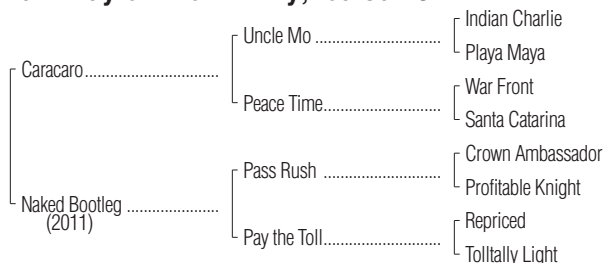 Indian Charlie
Uncle Mo ..............................
Playa Maya
Caracaro..................................
War Front
Peace Time...........................
Santa Catarina
Crown Ambassador
Pass Rush ...........................
Profitable Knight
Naked Bootleg .......................
(2011)
Repriced
Pay the Toll...........................
Tolltally Light